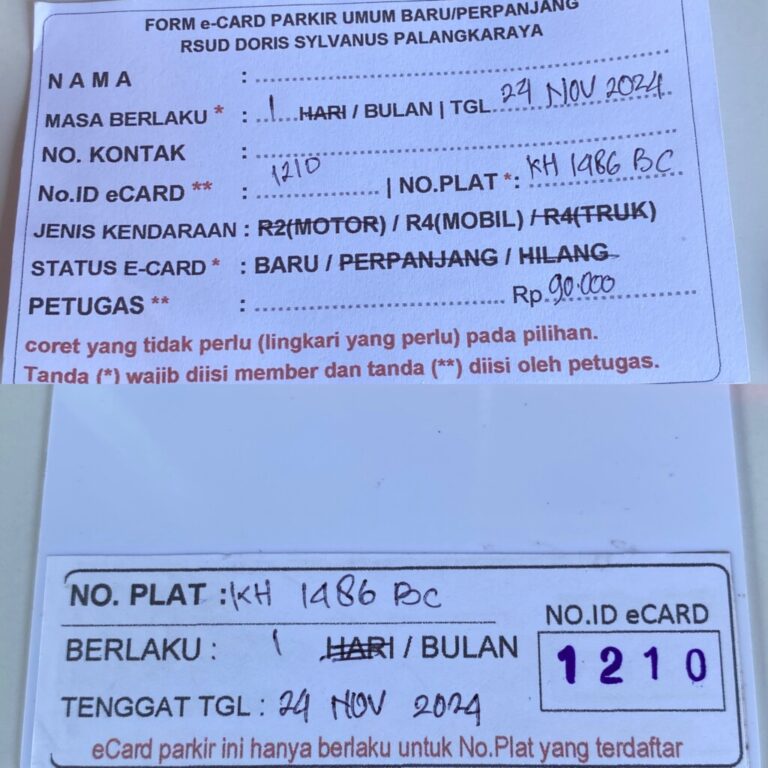 FORM e-CARD PARKIR UMUM BARU/PERPANJANG
RSUD DORIS SYLVANUS PALANGKARAYA
NAMA :
MASA BERLAKU * : 1 HARI / BULAN | TGL 24 NOV 2024
NO. KONTAK :
No.ID eCARD ** : 1210 | NO.PLAT *: KH 1486 BC
JENIS KENDARAAN : R2(MOTOR) / R4(MOBIL) / R4(TRUK)
STATUS E-CARD * : BARU / PERPANJANG / HILANG
PETUGAS ** : Rp. 90.000
coret yang tidak perlu (lingkari yang perlu) pada pilihan.
Tanda (*) wajib diisi member dan tanda (**) diisi oleh petugas.
NO. PLAT : KH 1486 BC
NO.ID eCARD
BERLAKU : 1 HARI / BULAN
1210
TENGGAT TGL : 24 NOV 2024
eCard parkir ini hanya berlaku untuk No.Plat yang terdaftar